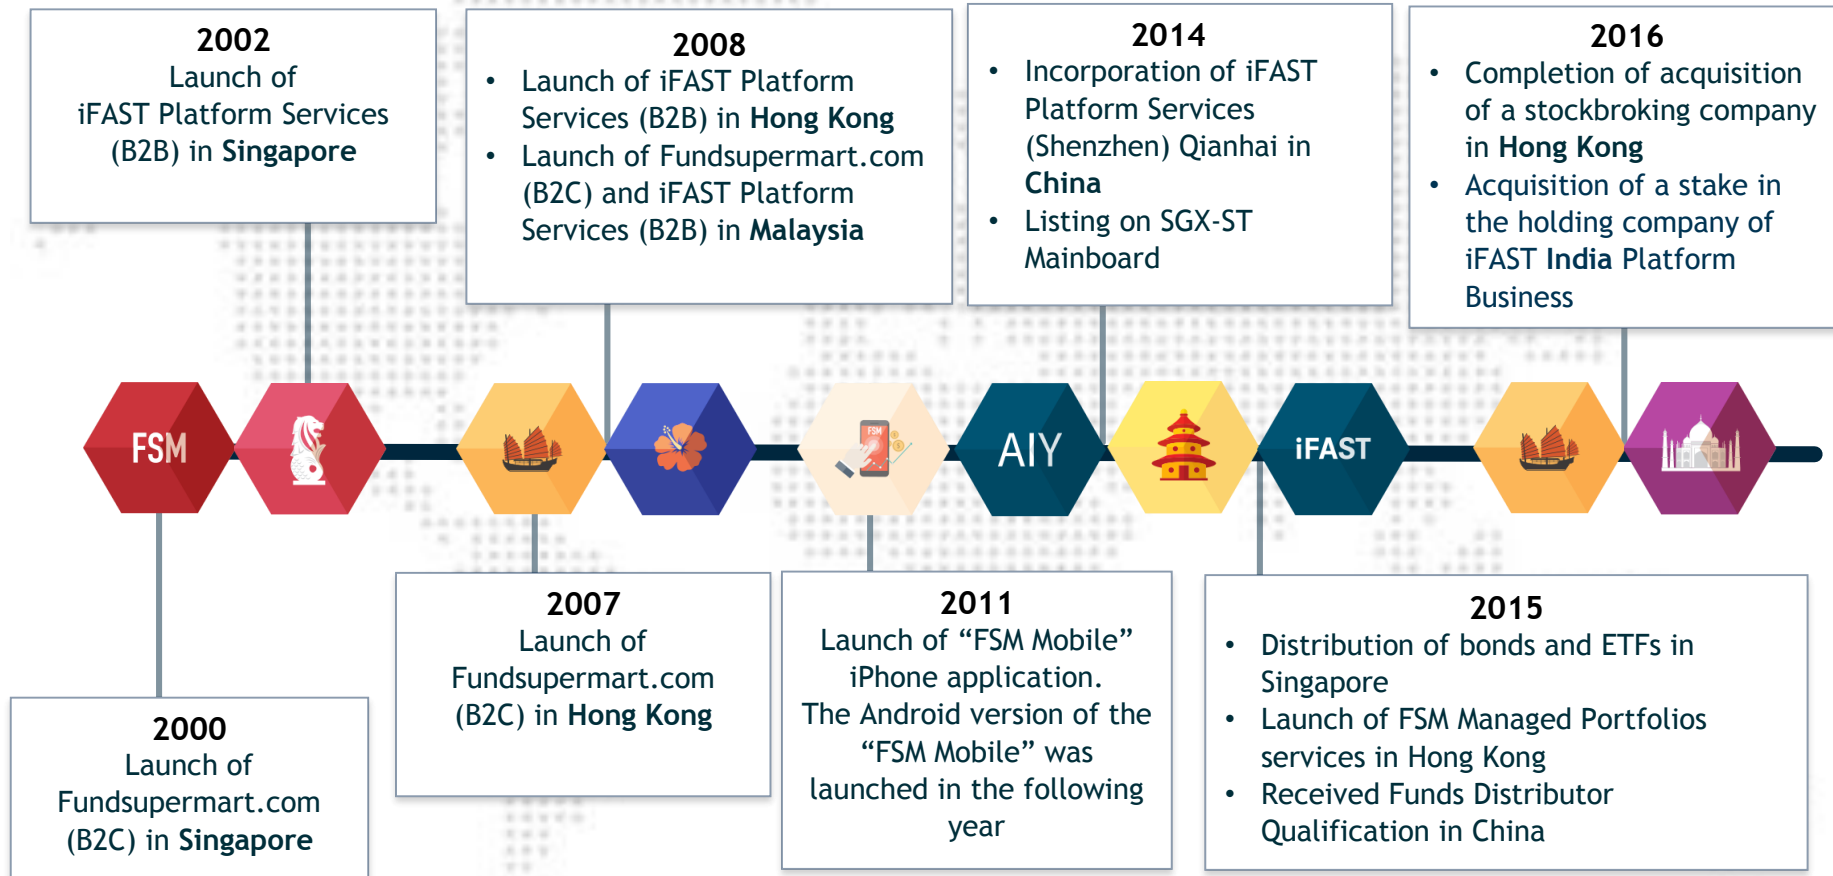 2002
Launch of
iFAST Platform Services
(B2B) in Singapore
2008
• Launch of iFAST Platform
Services (B2B) in Hong Kong
• Launch of Fundsupermart.com
(B2C) and iFAST Platform
Services (B2B) in Malaysia
2014
• Incorporation of iFAST
Platform Services
(Shenzhen) Qianhai in
China
• Listing on SGX-ST
Mainboard
2016
• Completion of acquisition
of a stockbroking company
in Hong Kong
• Acquisition of a stake in
the holding company of
iFAST India Platform
Business
FSM
FSM
AIY
iFAST
2000
Launch of
Fundsupermart.com
(B2C) in Singapore
2007
Launch of
Fundsupermart.com
(B2C) in Hong Kong
2011
Launch of “FSM Mobile”
iPhone application.
The Android version of the
“FSM Mobile” was
launched in the following
year
2015
• Distribution of bonds and ETFs in
Singapore
• Launch of FSM Managed Portfolios
services in Hong Kong
• Received Funds Distributor
Qualification in China